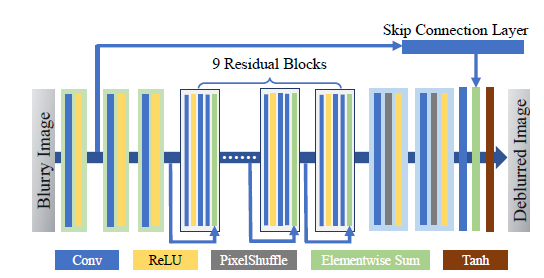 Skip Connection Layer
9 Residual Blocks
Blurry Image
Deblurred Image
Conv
ReLU
PixelShuffle
Elementwise Sum
Tanh